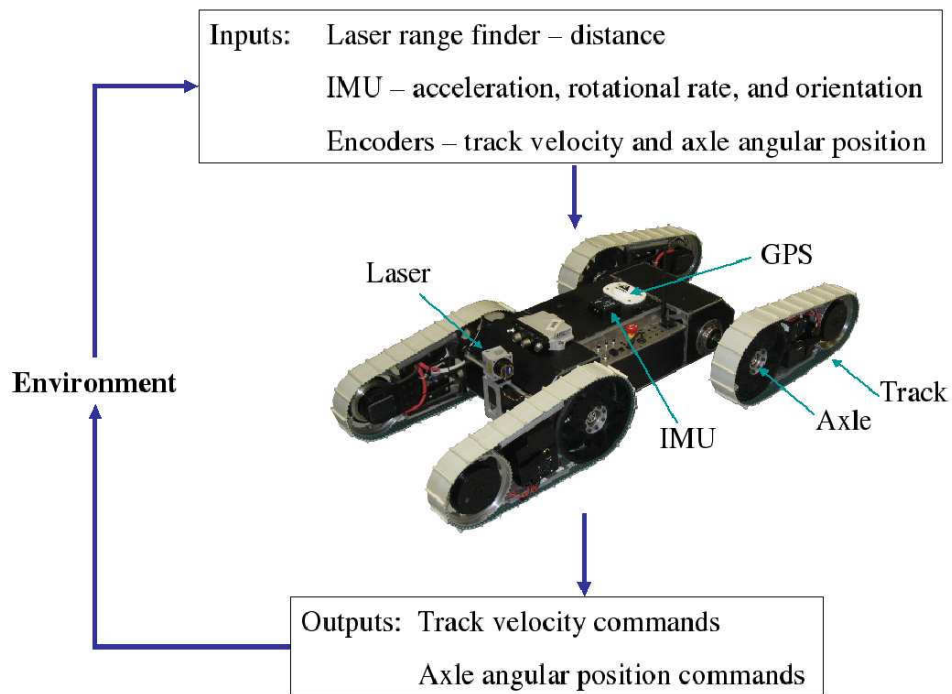 Inputs: Laser range finder – distance
IMU – acceleration, rotational rate, and orientation
Encoders – track velocity and axle angular position
Laser
GPS
Environment
Track
Axle
IMU
Outputs: Track velocity commands
Axle angular position commands